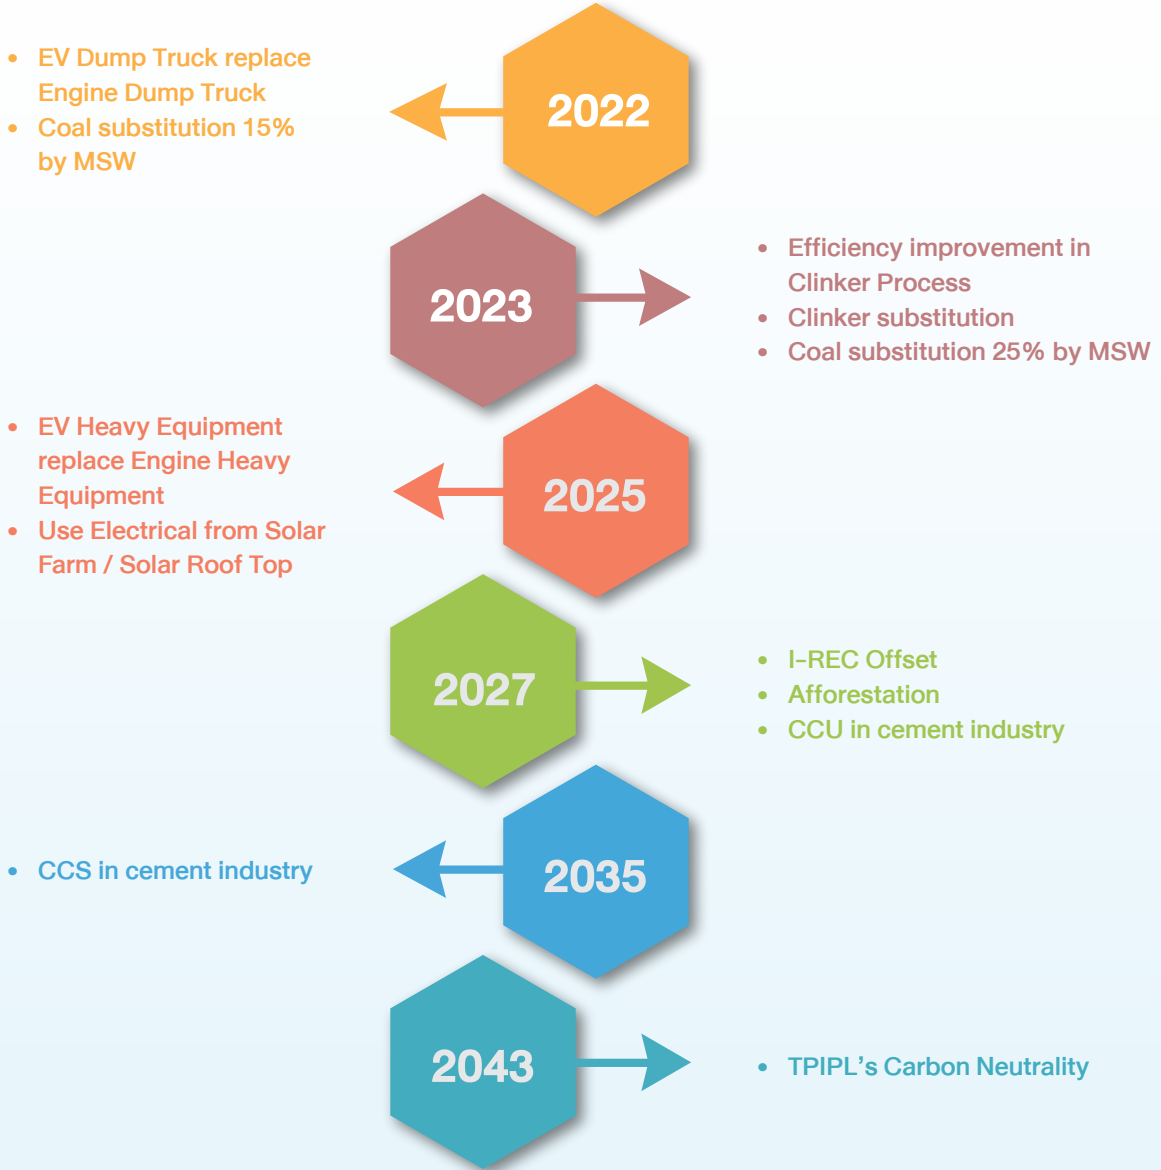 2022
• EV Dump Truck replace
Engine Dump Truck
• Coal substitution 15%
by MSW
2023
• Efficiency improvement in
Clinker Process
• Clinker substitution
• Coal substitution 25% by MSW
2025
• EV Heavy Equipment
replace Engine Heavy
Equipment
• Use Electrical from Solar
Farm / Solar Roof Top
2027
• I-REC Offset
• Afforestation
• CCU in cement industry
2035
• CCS in cement industry
2043
• TPIPL’s Carbon Neutrality